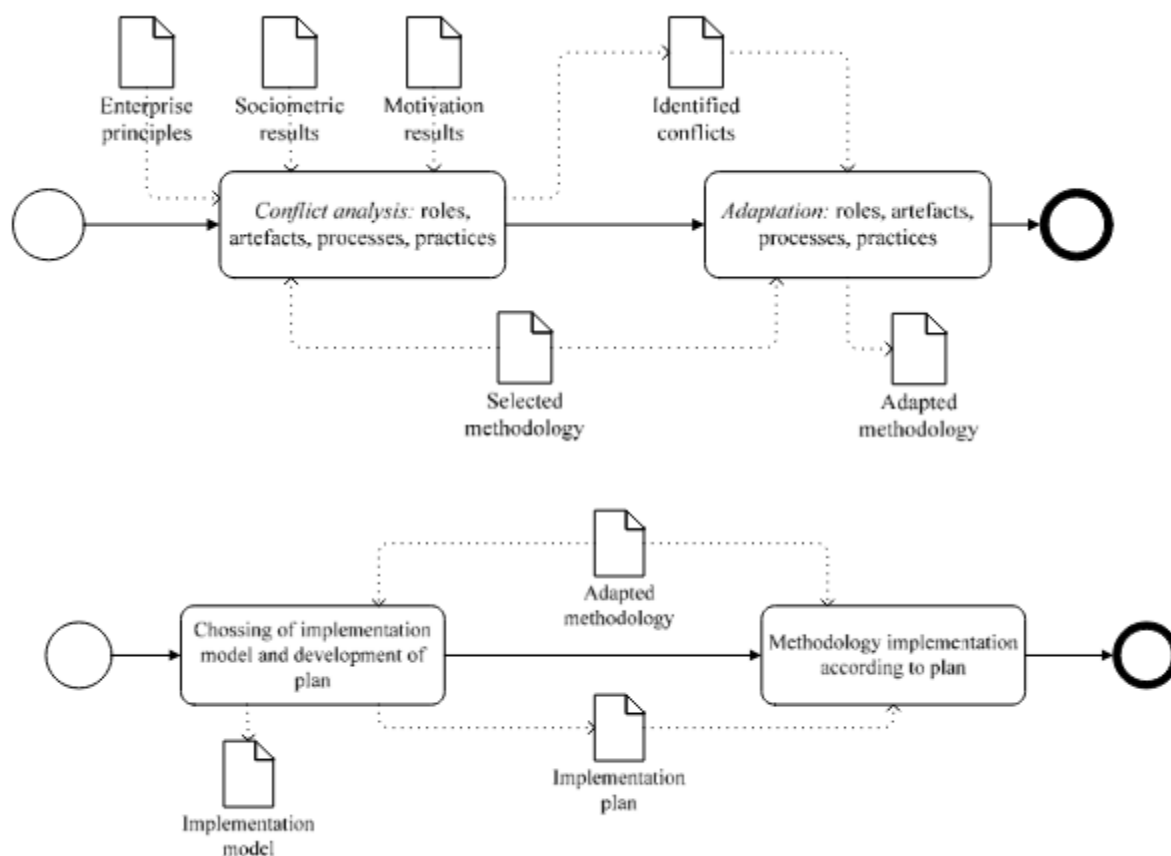 Enterprise
principles
Sociometric
results
Motivation
results
Identified
conflicts
Conflict analysis: roles,
artefacts, processes, practices
Adaptation: roles, artefacts,
processes, practices
Selected
methodology
Adapted
methodology
Adapted
methodology
Chossing of implementation
model and development of
plan
Methodology implementation
according to plan
Implementation
model
Implementation
plan